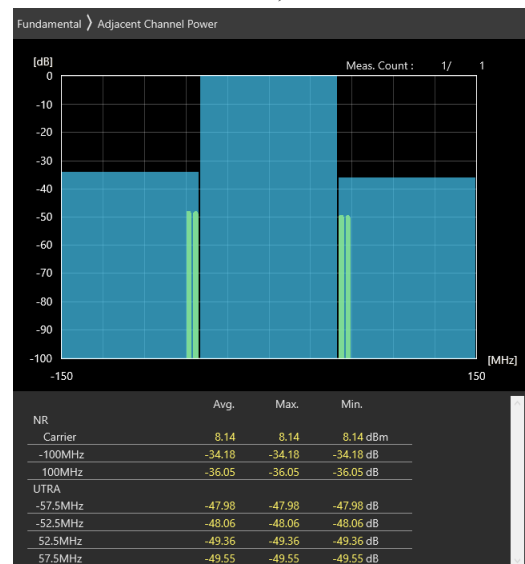 Fundamental 〉 Adjacent Channel Power
[dB]
Meas. Count : 1/ 1
0
-10
-20
-30
-40
-50
-60
-70
-80
-90
-100
[MHz]
-150 150
Avg. Max. Min.
NR
Carrier 8.14 8.14 8.14 dBm
-100MHz -34.18 -34.18 -34.18 dB
100MHz -36.05 -36.05 -36.05 dB
UTRA
-57.5MHz -47.98 -47.98 -47.98 dB
-52.5MHz -48.06 -48.06 -48.06 dB
52.5MHz -49.36 -49.36 -49.36 dB
57.5MHz -49.55 -49.55 -49.55 dB